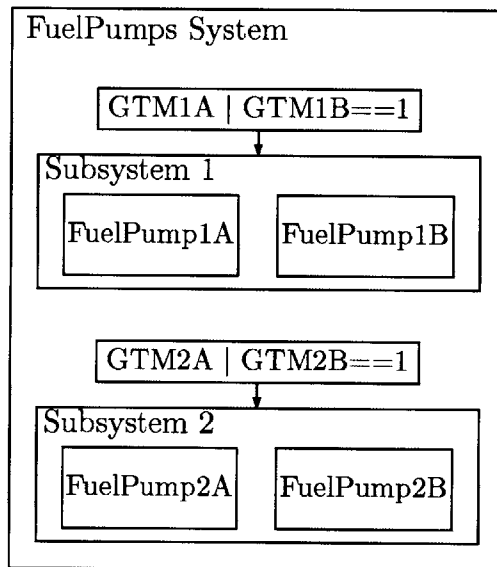 FuelPumps System
GTM1A | GTM1B==1
Subsystem 1
FuelPump1A FuelPump1B
GTM2A | GTM2B==1
Subsystem 2
FuelPump2A FuelPump2B